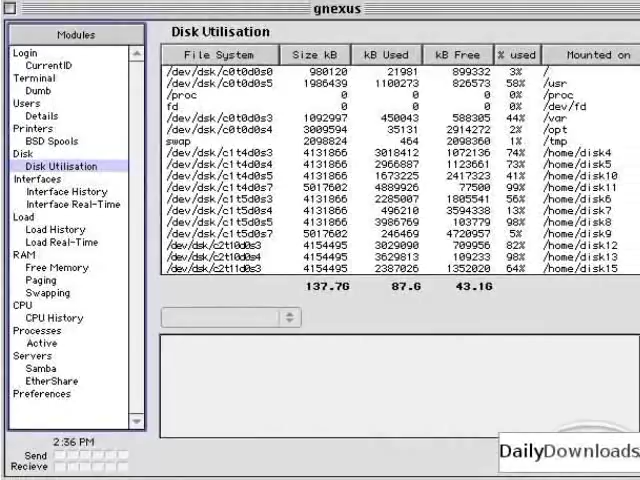 gnexus
Modules
Login
CurrentID
Terminal
Dumb
Users
Details
Printers
BSD Spools
Disk
Disk Utilisation
Interfaces
Interface History
Interface Real-Time
Load
Load History
Load Real-Time
RAM
Free Memory
Paging
Swapping
CPU
CPU History
Processes
Active
Servers
Samba
EtherShare
Preferences
2:36 PM
Send
Recieve
Disk Utilisation
File System Size kB kB Used kB Free % used Mounted on
/dev/dsk/c0t0d0s0 980120 21981 899332 3% /
/dev/dsk/c0t0d0s5 1986439 1100273 826573 58% /usr
/proc 0 0 0 0% /proc
fd 0 0 0 0% /dev/fd
/dev/dsk/c0t0d0s3 1092997 450043 588305 44% /var
/dev/dsk/c0t0d0s4 3009594 35131 2914272 2% /opt
swap 2098824 464 2098360 1% /tmp
/dev/dsk/c1t4d0s3 4131866 3018412 1072136 74% /home/disk4
/dev/dsk/c1t4d0s4 4131866 2966887 1123661 73% /home/disk5
/dev/dsk/c1t4d0s5 4131866 1673225 2417323 41% /home/disk10
/dev/dsk/c1t4d0s7 5017602 4889926 77500 99% /home/disk11
/dev/dsk/c1t5d0s3 4131866 2285007 1805541 56% /home/disk6
/dev/dsk/c1t5d0s4 4131866 496210 3594338 13% /home/disk7
/dev/dsk/c1t5d0s5 4131866 3986769 103779 98% /home/disk8
/dev/dsk/c1t5d0s7 5017602 246469 4720957 5% /home/disk9
/dev/dsk/c2t10d0s3 4154495 3029090 709956 82% /home/disk12
/dev/dsk/c2t10d0s4 4154495 3629813 109233 98% /home/disk13
/dev/dsk/c2t11d0s3 4154495 2387026 1352020 64% /home/disk15
137.7G 87.G 43.1G
DailyDownloads